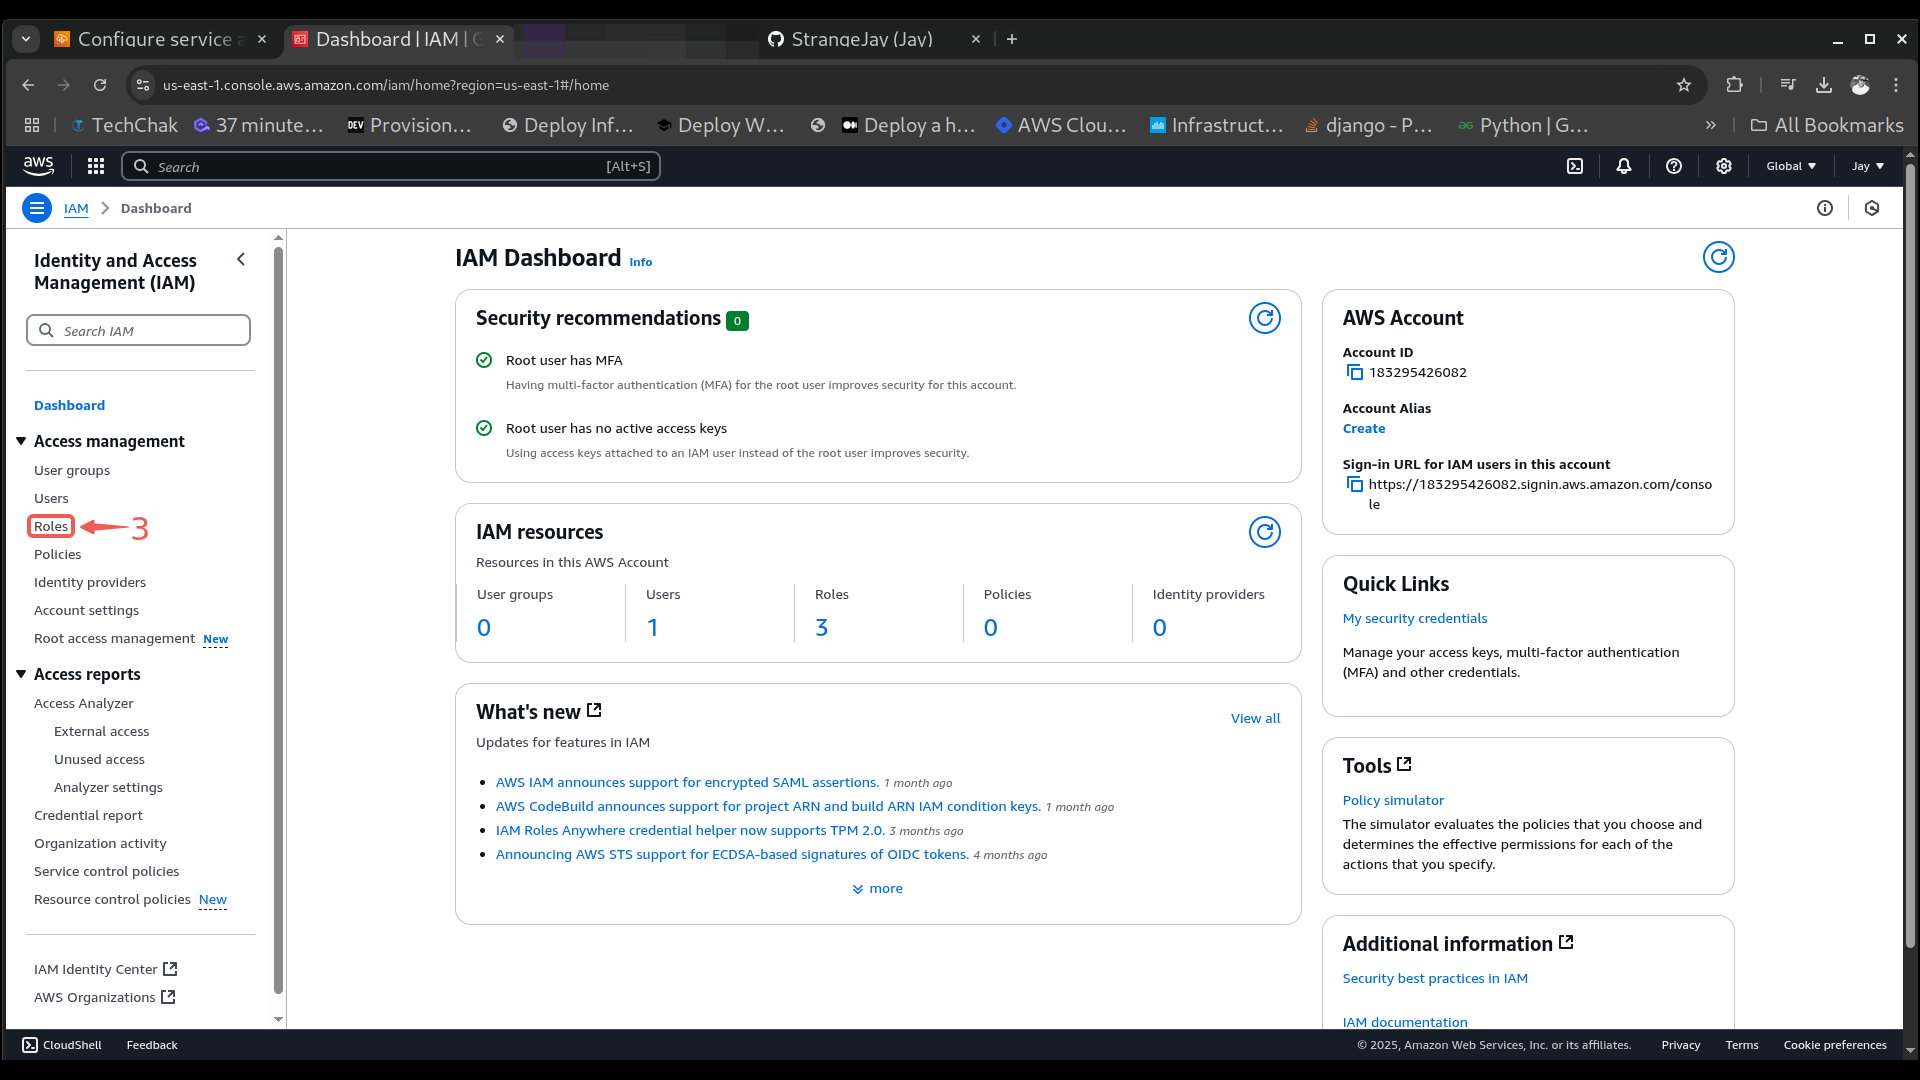 Configure service a
Dashboard | IAM | G
StrangeJay (Jay)
us-east-1.console.aws.amazon.com/iam/home?region=us-east-1#/home
TechChak
37 minute...
DEV
Provision...
Deploy Inf...
Deploy W...
Deploy a h...
AWS Clou...
Infrastruct...
django - P...
Python | G...
All Bookmarks
aws
Search
[Alt+S]
Global
Jay
IAM
Dashboard
Identity and Access
Management (IAM)
Search IAM
Dashboard
Access management
User groups
Users
Roles
3
Policies
Identity providers
Account settings
Root access management New
Access reports
Access Analyzer
External access
Unused access
Analyzer settings
Credential report
Organization activity
Service control policies
Resource control policies New
IAM Identity Center
AWS Organizations
IAM Dashboard Info
Security recommendations 0
Root user has MFA
Having multi-factor authentication (MFA) for the root user improves security for this account.
Root user has no active access keys
Using access keys attached to an IAM user instead of the root user improves security.
IAM resources
Resources in this AWS Account
User groups
0
Users
1
Roles
3
Policies
0
Identity providers
0
What's new
View all
Updates for features in IAM
AWS IAM announces support for encrypted SAML assertions. 1 month ago
AWS CodeBuild announces support for project ARN and build ARN IAM condition keys. 1 month ago
IAM Roles Anywhere credential helper now supports TPM 2.0. 3 months ago
Announcing AWS STS support for ECDSA-based signatures of OIDC tokens. 4 months ago
more
AWS Account
Account ID
183295426082
Account Alias
Create
Sign-in URL for IAM users in this account
https://183295426082.signin.aws.amazon.com/conso
le
Quick Links
My security credentials
Manage your access keys, multi-factor authentication
(MFA) and other credentials.
Tools
Policy simulator
The simulator evaluates the policies that you choose and
determines the effective permissions for each of the
actions that you specify.
Additional information
Security best practices in IAM
IAM documentation
CloudShell
Feedback
© 2025, Amazon Web Services, Inc. or its affiliates.
Privacy
Terms
Cookie preferences